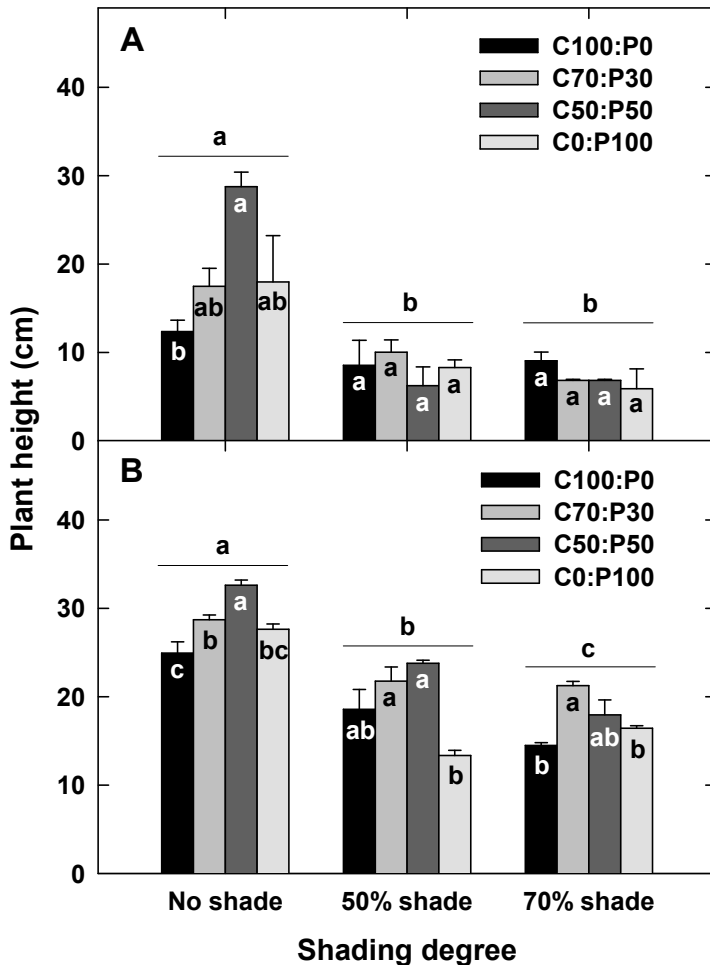 A
C100:P0
C70:P30
C50:P50
C0:P100
40
30
20
10
0
a
b
ab
a
ab
b
a
a
a
a
b
a
a
a
a
B
C100:P0
C70:P30
C50:P50
C0:P100
40
30
20
10
0
a
c
b
a
bc
b
ab
a
a
b
c
b
a
ab
b
Plant height (cm)
No shade 50% shade 70% shade
Shading degree